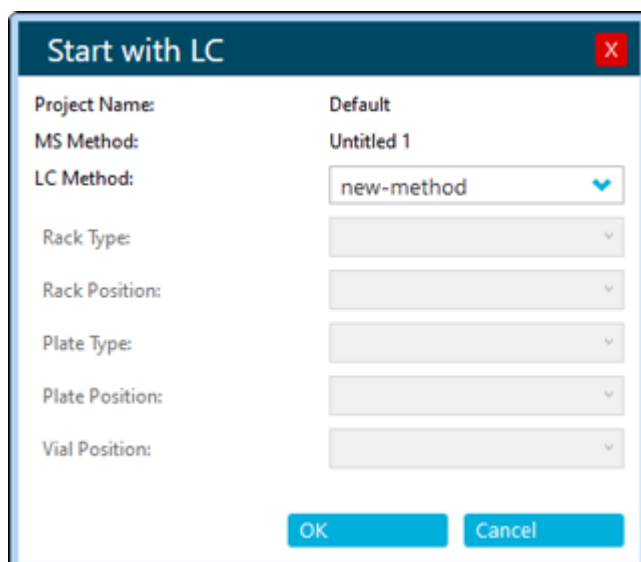 Start with LC
X
Project Name: Default
MS Method: Untitled 1
LC Method: new-method
Rack Type:
Rack Position:
Plate Type:
Plate Position:
Vial Position:
OK Cancel